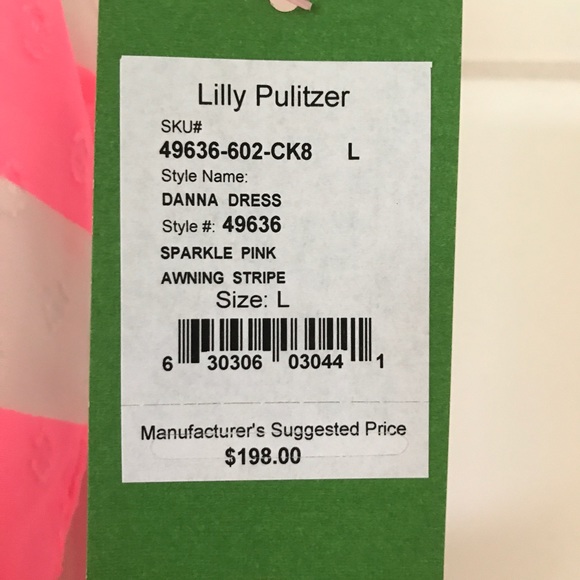 Lilly Pulitzer
SKU#
49636-602-CK8 L
Style Name:
DANNA DRESS
Style #: 49636
SPARKLE PINK
AWNING STRIPE
Size: L
6 30306 03044 1
Manufacturer's Suggested Price
$198.00